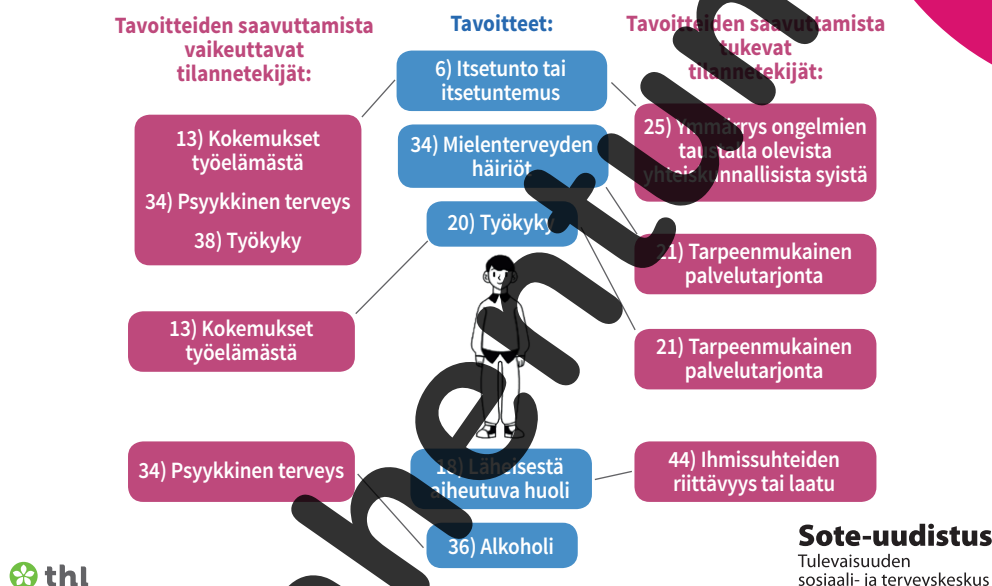 Tavoitteiden saavuttamista
vaikeuttavat
tilannetekijät:
13) Kokemukset
työelämästä
34) Psyykkinen terveys
38) Työkyky
13) Kokemukset
työelämästä
34) Psyykkinen terveys
Tavoitteet:
6) Itsetunto tai
itsetuntemus
34) Mielenterveyden
häiriöt
20) Työkyky
18) Läheisestä
aiheutuva huoli
36) Alkoholi
Tavoitteiden saavuttamista
tukevat
tilannetekijät:
25) Ymmärrys ongelmien
taustalla olevista
yhteiskunnallisista syistä
21) Tarpeenmukainen
palvelutarjonta
21) Tarpeenmukainen
palvelutarjonta
44) Ihmissuhteiden
riittävyys tai laatu
thl
Sote-uudistus
Tulevaisuuden
sosiaali- ja terveyskeskus